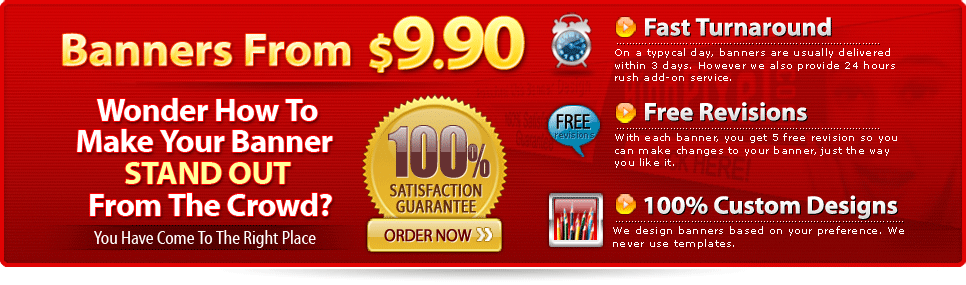 Banners From $9.90
Wonder How To
Make Your Banner
STAND OUT
From The Crowd?
You Have Come To The Right Place
100%
SATISFACTION
GUARANTEE
ORDER NOW
Fast Turnaround
On a typycal day, banners are usually delivered
within 3 days. However we also provide 24 hours
rush add-on service.
FREE
revisions
Free Revisions
With each banner, you get 5 free revision so you
can make changes to your banner, just the way
you like it.
100% Custom Designs
We design banners based on your preference. We
never use templates.